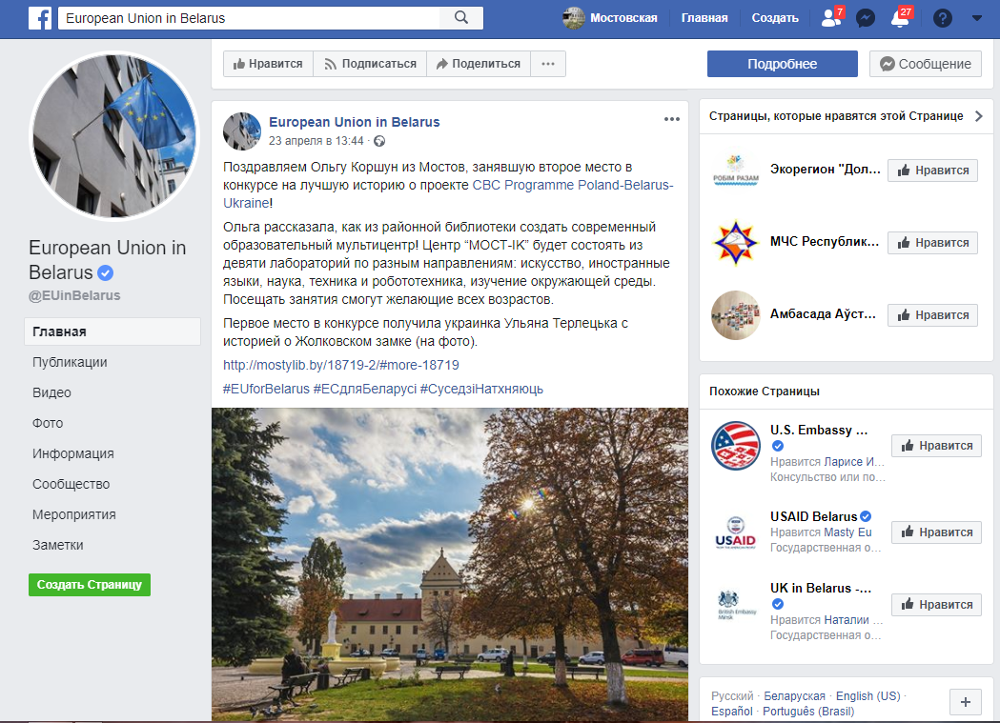 European Union in Belarus
Мостовская
Главная
Создать
7
27
European Union in Belarus
@EUinBelarus
Главная
Публикации
Видео
Фото
Информация
Сообщество
Мероприятия
Заметки
Создать Страницу
Нравится
Подписаться
Поделиться
Подробнее
Сообщение
European Union in Belarus
23 апреля в 13:44 ·
Поздравляем Ольгу Коршун из Мостов, занявшую второе место в
конкурсе на лучшую историю о проекте CBC Programme Poland-Belarus-
Ukraine!
Ольга рассказала, как из районной библиотеки создать современный
образовательный мультицентр! Центр “МОСТ-ІК” будет состоять из
девяти лабораторий по разным направлениям: искусство, иностранные
языки, наука, техника и робототехника, изучение окружающей среды.
Посещать занятия смогут желающие всех возрастов.
Первое место в конкурсе получила украинка Ульяна Терлецька с
историей о Жолковском замке (на фото).
http://mostylib.by/18719-2/#more-18719
#EUforBelarus #ЕСдляБеларусі #СуседзіНатхняюць
Страницы, которые нравятся этой Странице
РОБІМ РАЗАМ
Экорегион "Дол...
Нравится
МЧС Республик...
Нравится
Амбасада Аўст...
Нравится
Похожие Страницы
U.S. Embassy ...
Нравится Ларисе И...
Консульство или по...
Нравится
USAID
USAID Belarus
Нравится Masty Eu
Государственная о...
Нравится
British Embassy
Minsk
UK in Belarus -...
Нравится Наталии ...
Государственная о...
Нравится
Русский · Беларуская · English (US) ·
Español · Português (Brasil)